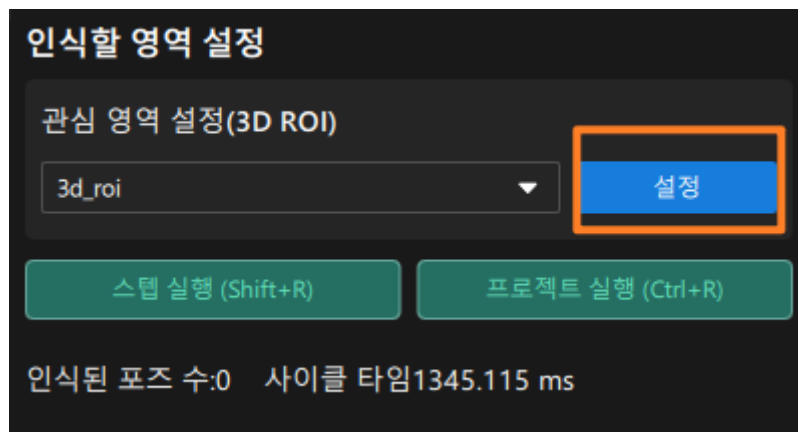 인식할 영역 설정
관심 영역 설정(3D ROI)
3d_roi
설정
스텝 실행 (Shift+R)
프로젝트 실행 (Ctrl+R)
인식된 포즈 수:0 사이클 타임1345.115 ms